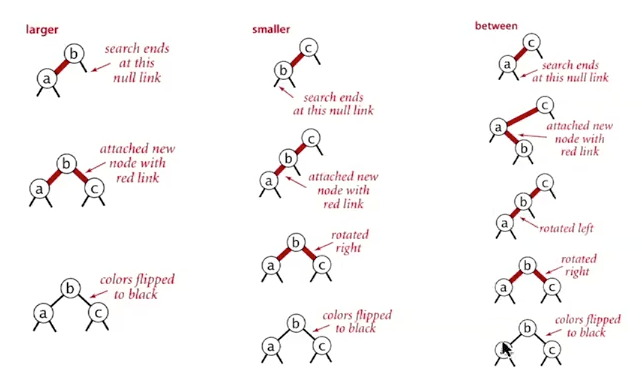 larger
b
search ends
at this
null link
a
attached new
node with
red link
b
a
c
colors flipped
to black
b
a
c
smaller
c
b
search ends
at this null link
c
b
a
attached new
node with
red link
rotated
right
b
a
c
colors flipped
to black
b
a
c
between
c
a
search ends
at this null link
c
a
attached new
node with
red link
b
c
b
a
rotated left
rotated
right
b
a
c
colors flipped
to black
b
c